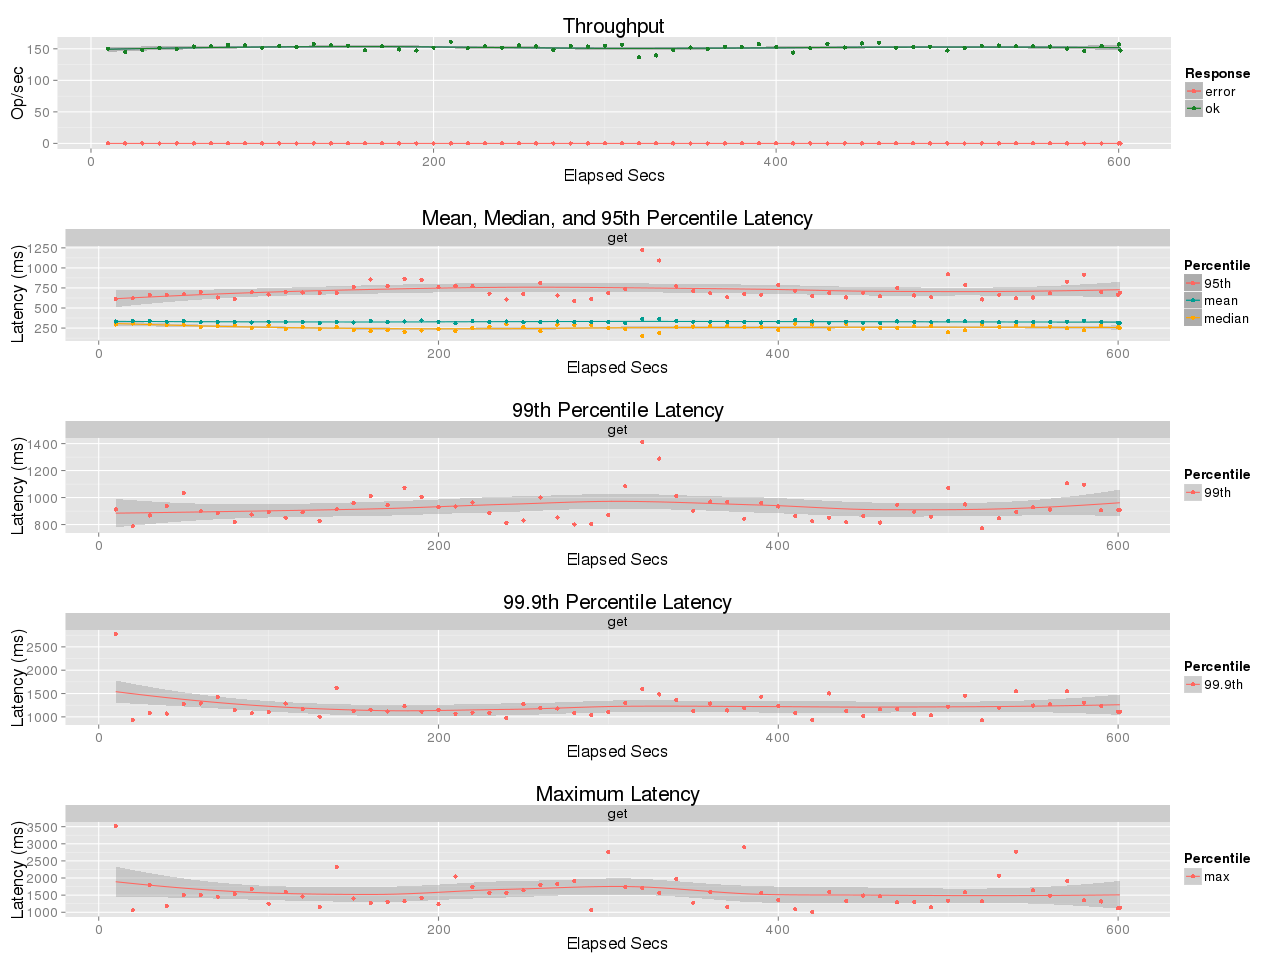 Throughput
150
100
50
0
Op/sec
0 200 400 600
Elapsed Secs
Response
error
ok
Mean, Median, and 95th Percentile Latency
get
1250
1000
750
500
250
Latency (ms)
0 200 400 600
Elapsed Secs
Percentile
95th
mean
median
99th Percentile Latency
get
1400
1200
1000
800
Latency (ms)
0 200 400 600
Elapsed Secs
Percentile
99th
99.9th Percentile Latency
get
2500
2000
1500
1000
Latency (ms)
0 200 400 600
Elapsed Secs
Percentile
99.9th
Maximum Latency
get
3500
3000
2500
2000
1500
1000
Latency (ms)
0 200 400 600
Elapsed Secs
Percentile
max